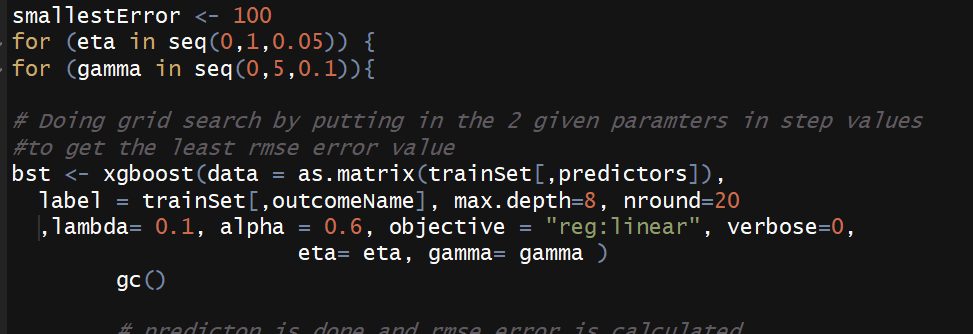 smallestError <- 100
for (eta in seq(0,1,0.05)) {
for (gamma in seq(0,5,0.1)){
# Doing grid search by putting in the 2 given paramters in step values
#to get the least rmse error value
bst <- xgboost(data = as.matrix(trainSet[,predictors]),
label = trainSet[,outcomeName], max.depth=8, nround=20
,lambda= 0.1, alpha = 0.6, objective = "reg:linear", verbose=0,
eta= eta, gamma= gamma )
gc()
# predicton is done and rmse error is calculated